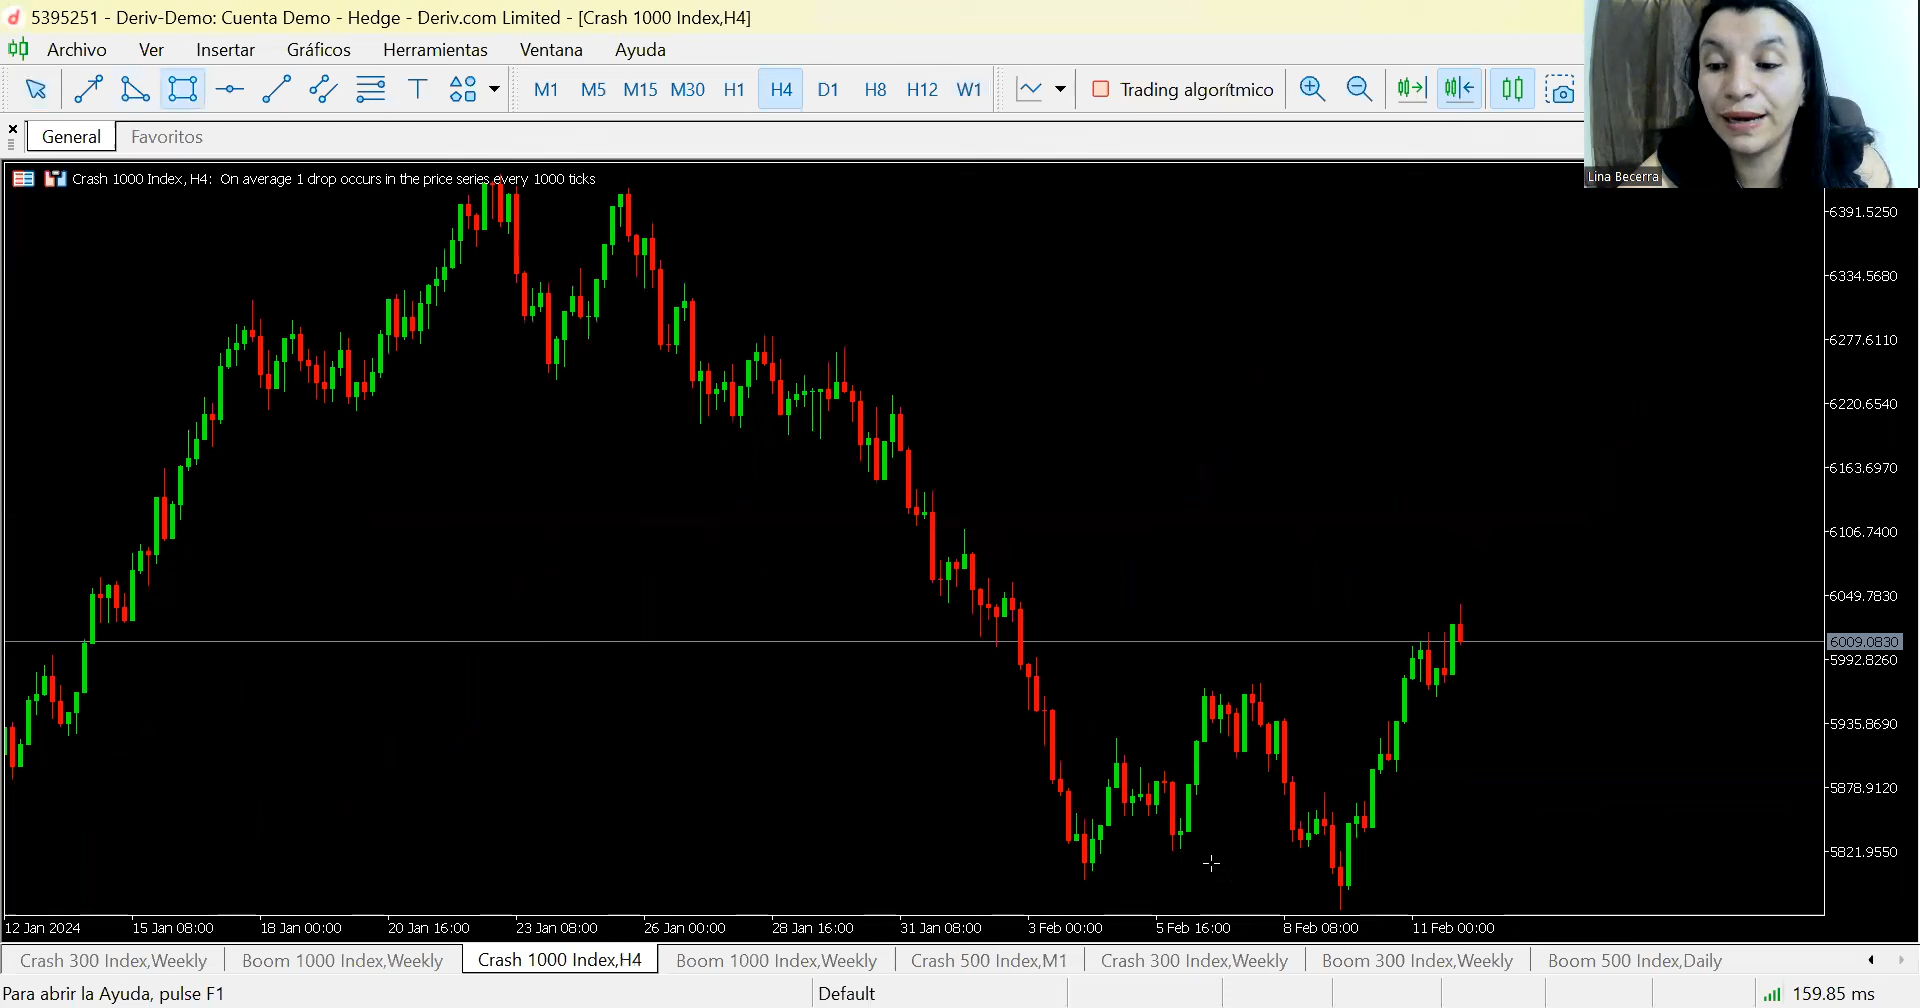 5395251 - Deriv-Demo: Cuenta Demo - Hedge - Deriv.com Limited - [Crash 1000 Index,H4]
Archivo Ver Insertar Gráficos Herramientas Ventana Ayuda
T M1 M5 M15 M30 H1 H4 D1 H8 H12 W1 Trading algorítmico
Lina Becerra
General Favoritos
Crash 1000 Index, H4: On average 1 drop occurs in the price series every 1000 ticks
6391.5250
6334.5680
6277.6110
6220.6540
6163.6970
6106.7400
6049.7830
6009.0830
5992.8260
5935.8690
5878.9120
5821.9550
12 Jan 2024 15 Jan 08:00 18 Jan 00:00 20 Jan 16:00 23 Jan 08:00 26 Jan 00:00 28 Jan 16:00 31 Jan 08:00 3 Feb 00:00 5 Feb 16:00 8 Feb 08:00 11 Feb 00:00
Crash 300 Index,Weekly Boom 1000 Index,Weekly Crash 1000 Index,H4 Boom 1000 Index,Weekly Crash 500 Index,M1 Crash 300 Index,Weekly Boom 300 Index,Weekly Boom 500 Index,Daily
Para abrir la Ayuda, pulse F1 Default 159.85 ms